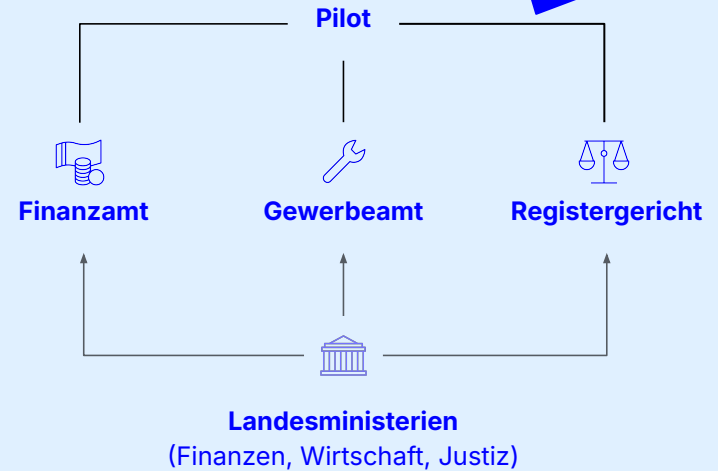 Pilot
Finanzamt
Gewerbeamt
Registergericht
Landesministerien
(Finanzen, Wirtschaft, Justiz)